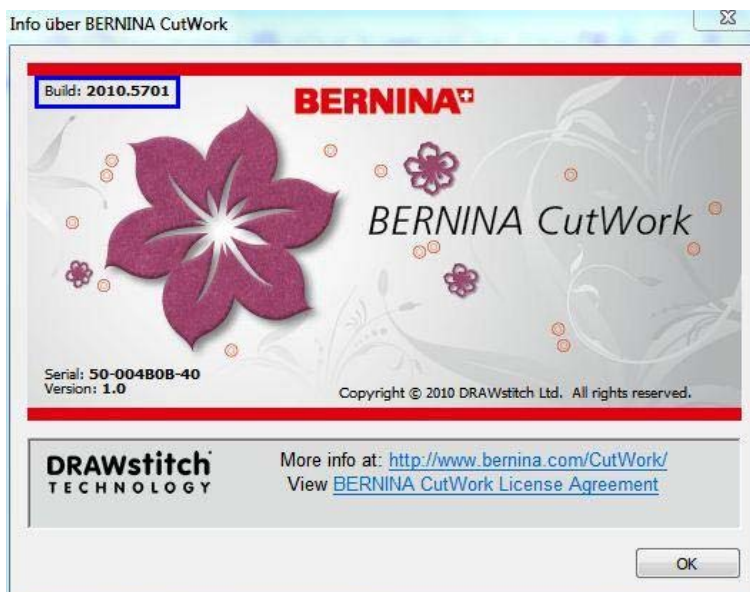 Info über BERNINA CutWork
Build: 2010.5701
BERNINA
BERNINA CutWork
Serial: 50-004B0B-40
Version: 1.0
Copyright © 2010 DRAWstitch Ltd. All rights reserved.
DRAWstitch
TECHNOLOGY
More info at: http://www.bernina.com/CutWork/
View BERNINA CutWork License Agreement
OK